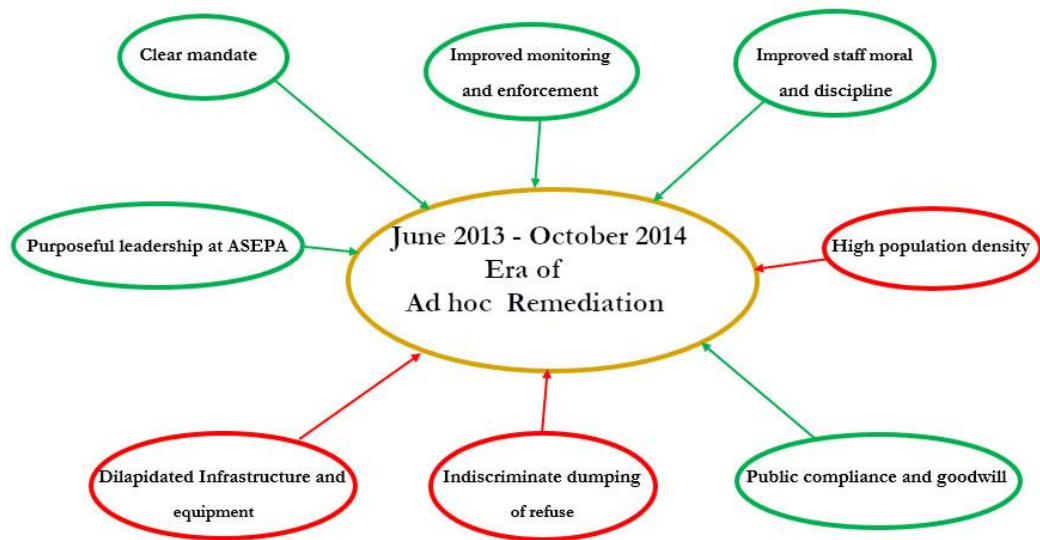 Clear mandate
Improved monitoring
and enforcement
Improved staff moral
and discipline
Purposeful leadership at ASEPA
June 2013 - October 2014
Era of
Ad hoc Remediation
High population density
Dilapidated Infrastructure and
equipment
Indiscriminate dumping
of refuse
Public compliance and goodwill